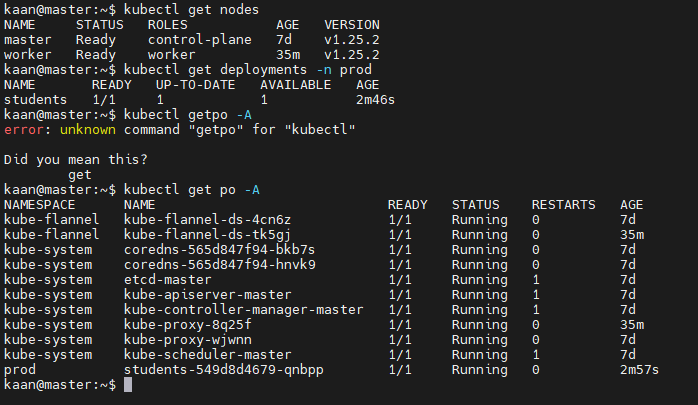 kaan@master:~$ kubectl get nodes
NAME     STATUS   ROLES           AGE   VERSION
master   Ready    control-plane   7d    v1.25.2
worker   Ready    worker          35m   v1.25.2
kaan@master:~$ kubectl get deployments -n prod
NAME       READY   UP-TO-DATE   AVAILABLE   AGE
students   1/1     1            1           2m46s
kaan@master:~$ kubectl getpo -A
error: unknown command "getpo" for "kubectl"
Did you mean this?
        get
kaan@master:~$ kubectl get po -A
NAMESPACE      NAME                             READY   STATUS    RESTARTS   AGE
kube-flannel   kube-flannel-ds-4cn6z            1/1     Running   0          7d
kube-flannel   kube-flannel-ds-tk5gj            1/1     Running   0          35m
kube-system    coredns-565d847f94-bkb7s         1/1     Running   0          7d
kube-system    coredns-565d847f94-hnvk9         1/1     Running   0          7d
kube-system    etcd-master                      1/1     Running   1          7d
kube-system    kube-apiserver-master            1/1     Running   1          7d
kube-system    kube-controller-manager-master   1/1     Running   1          7d
kube-system    kube-proxy-8q25f                 1/1     Running   0          35m
kube-system    kube-proxy-wjwnn                 1/1     Running   0          7d
kube-system    kube-scheduler-master            1/1     Running   1          7d
prod           students-549d8d4679-qnbpp        1/1     Running   0          2m57s
kaan@master:~$